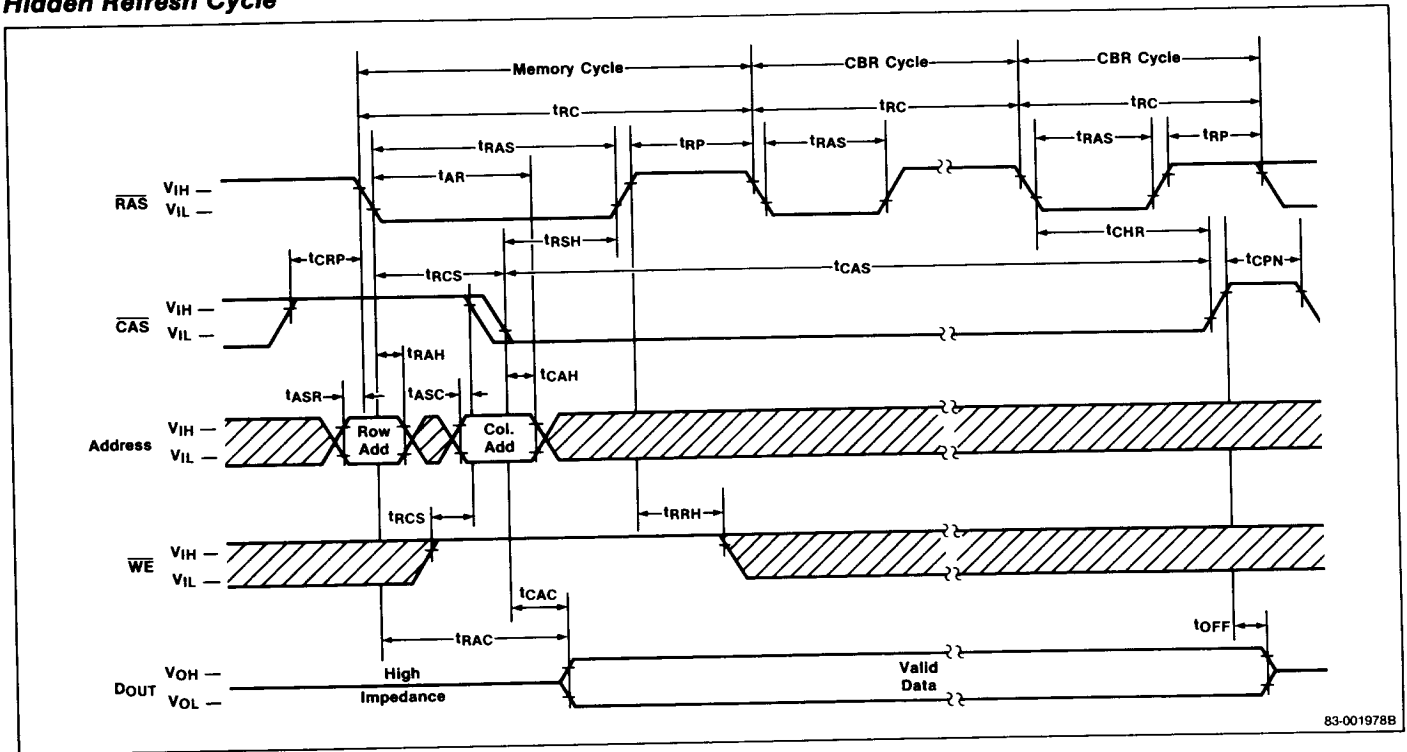 Hidden Refresh Cycle
Memory Cycle CBR Cycle CBR Cycle
tRC tRC tRC
tRAS tRP tRAS tRAS tRP
tAR
RAS VIH —
VIL —
tRSH tCHR
tCRP tRCS tCAS tCPN
CAS VIH —
VIL —
tRAH
tCAH
tASR tASC
Address VIH —
VIL —
Row
Add
Col.
Add
tRCS tRRH
WE VIH —
VIL —
tCAC
tRAC tOFF
DOUT VOH —
VOL —
High
Impedance
Valid
Data
83-001978B